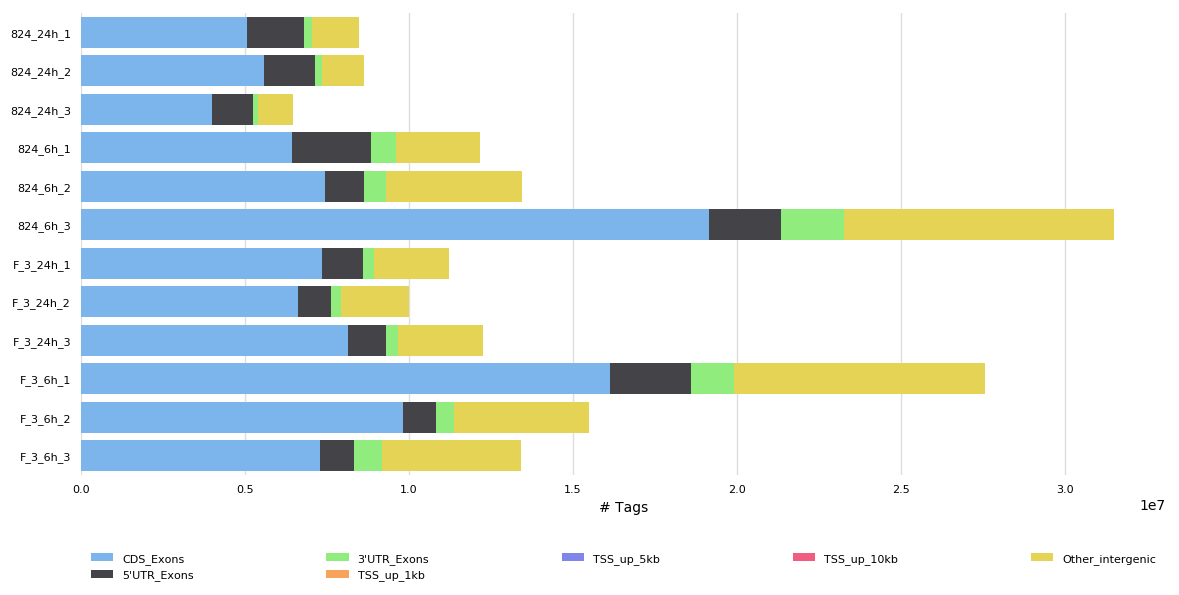 824_24h_1
824_24h_2
824_24h_3
824_6h_1
824_6h_2
824_6h_3
F_3_24h_1
F_3_24h_2
F_3_24h_3
F_3_6h_1
F_3_6h_2
F_3_6h_3
0.0 0.5 1.0 1.5 2.0 2.5 3.0
# Tags 1e7
CDS_Exons 3'UTR_Exons TSS_up_5kb TSS_up_10kb Other_intergenic
5'UTR_Exons TSS_up_1kb